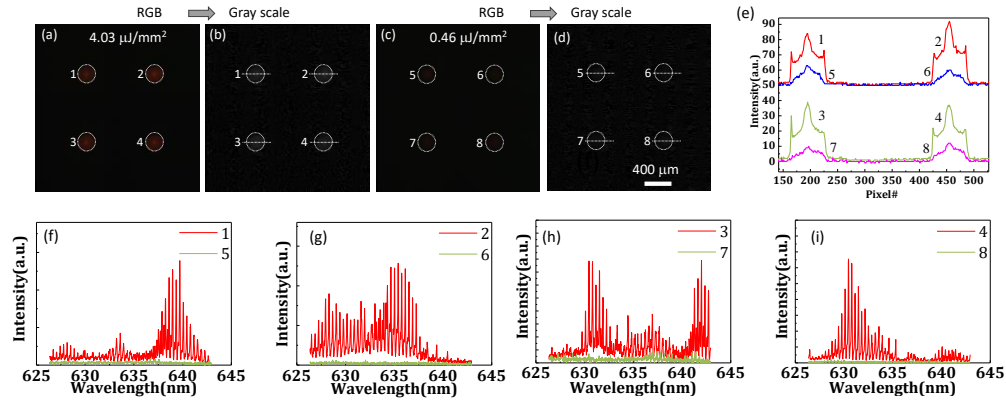 RGB Gray scale RGB Gray scale
(a) 4.03 μJ/mm² (b) (c) 0.46 μJ/mm² (d) (e)
1 2 1 2 5 6 5 6
3 4 3 4 7 8 7 8
400 μm
Intensity(a.u.)
90
80
70
60
50
40
30
20
10
0
1 2
5 6
3 4
7 8
150 200 250 300 350 400 450 500
Pixel#
(f) 1
5
Intensity(a.u.)
625 630 635 640 645
Wavelength(nm)
(g) 2
6
Intensity(a.u.)
625 630 635 640 645
Wavelength(nm)
(h) 3
7
Intensity(a.u.)
625 630 635 640 645
Wavelength(nm)
(i) 4
8
Intensity(a.u.)
625 630 635 640 645
Wavelength(nm)